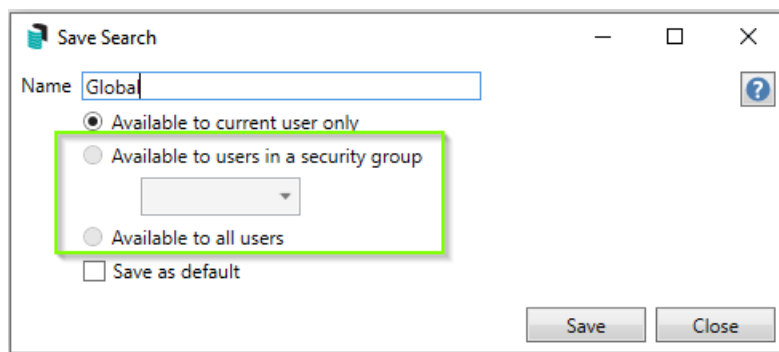 Save Search
Name Global
Available to current user only
Available to users in a security group
Available to all users
Save as default
Save Close